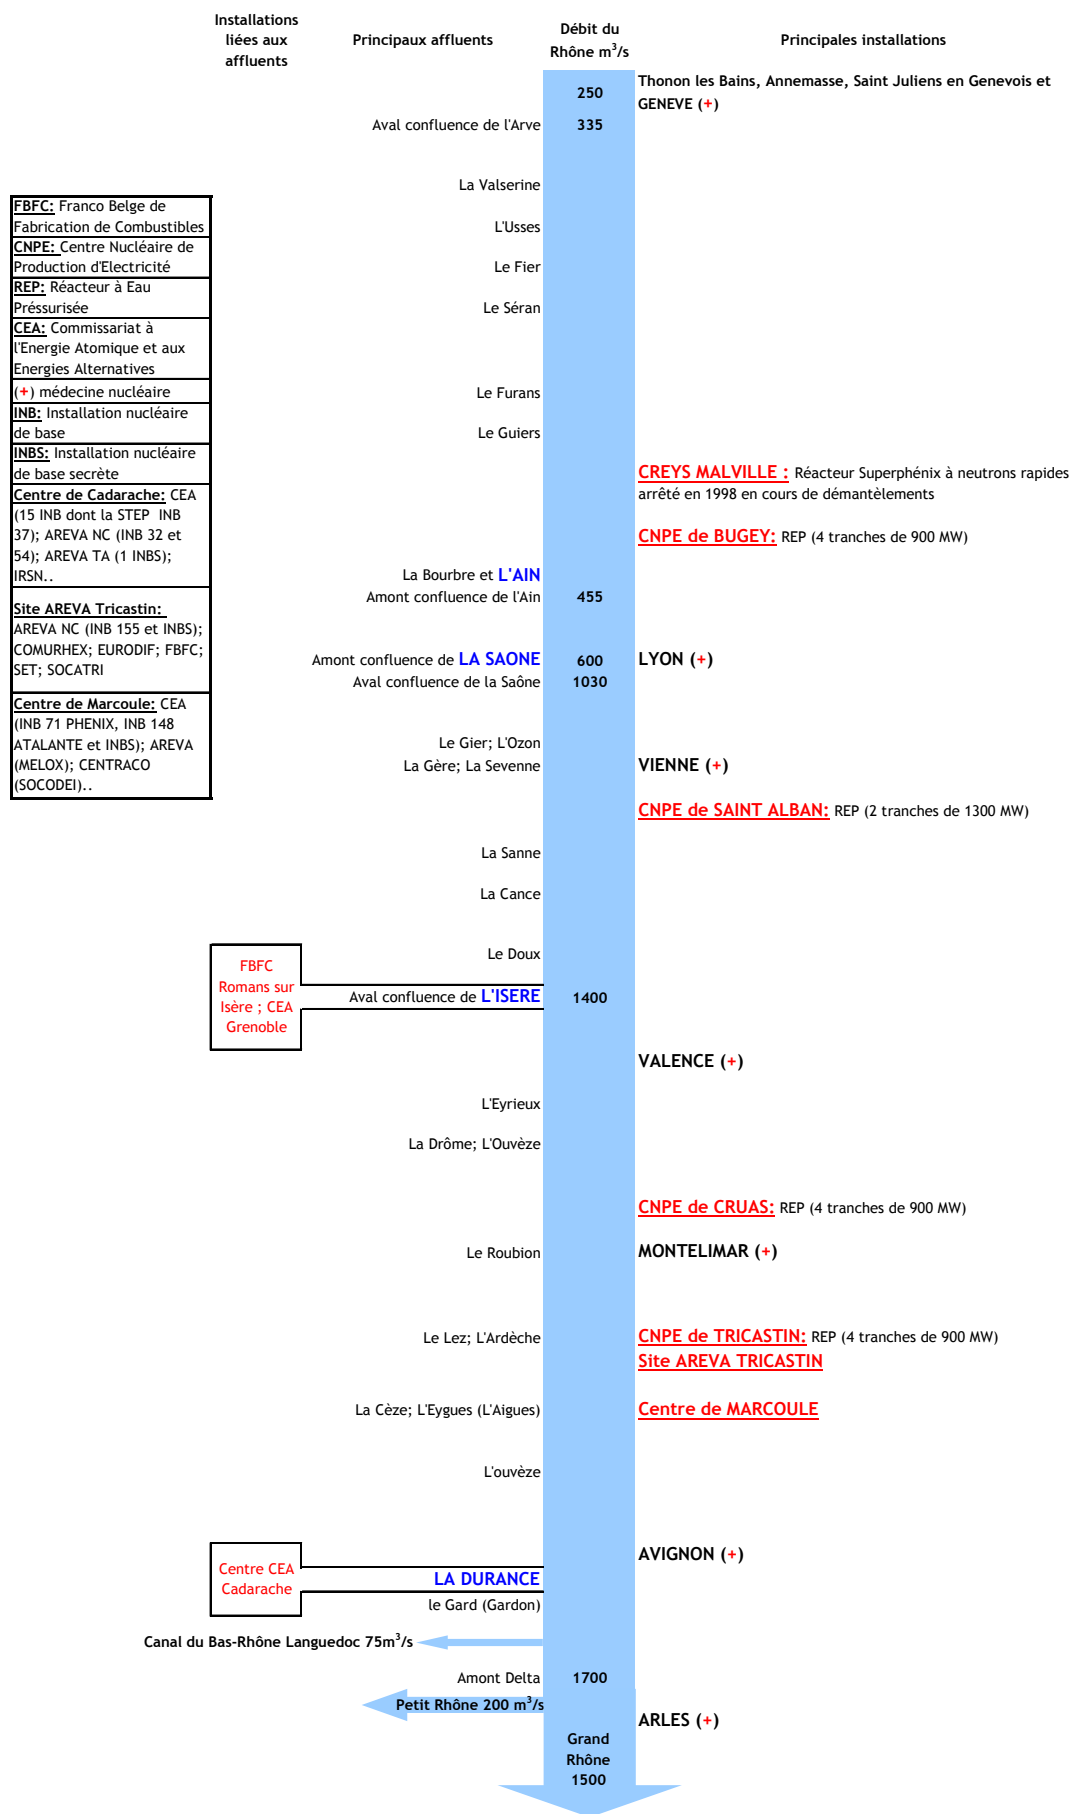 Installations
liées aux
affluents
Principaux affluents
Débit du
Rhône m³/s
Principales installations
250
Thonon les Bains, Annemasse, Saint Juliens en Genevois et
GENEVE (+)
Aval confluence de l'Arve
335
La Valserine
L'Usses
Le Fier
Le Séran
Le Furans
Le Guiers
FBFC: Franco Belge de
Fabrication de Combustibles
CNPE: Centre Nucléaire de
Production d'Electricité
REP: Réacteur à Eau
Préssurisée
CEA: Commissariat à
l'Energie Atomique et aux
Energies Alternatives
(+) médecine nucléaire
INB: Installation nucléaire
de base
INBS: Installation nucléaire
de base secrète
Centre de Cadarache: CEA
(15 INB dont la STEP INB
37); AREVA NC (INB 32 et
54); AREVA TA (1 INBS);
IRSN..
Site AREVA Tricastin:
AREVA NC (INB 155 et INBS);
COMURHEX; EURODIF; FBFC;
SET; SOCATRI
Centre de Marcoule: CEA
(INB 71 PHENIX, INB 148
ATALANTE et INBS); AREVA
(MELOX); CENTRACO
(SOCODEI)..
CREYS MALVILLE : Réacteur Superphénix à neutrons rapides
arrêté en 1998 en cours de démantèlements
CNPE de BUGEY: REP (4 tranches de 900 MW)
La Bourbre et L'AIN
Amont confluence de l'Ain
455
Amont confluence de LA SAONE
600
LYON (+)
Aval confluence de la Saône
1030
Le Gier; L'Ozon
La Gère; La Sevenne
VIENNE (+)
CNPE de SAINT ALBAN: REP (2 tranches de 1300 MW)
La Sanne
La Cance
Le Doux
FBFC
Romans sur
Isère ; CEA
Grenoble
Aval confluence de L'ISERE
1400
VALENCE (+)
L'Eyrieux
La Drôme; L'Ouvèze
CNPE de CRUAS: REP (4 tranches de 900 MW)
Le Roubion
MONTELIMAR (+)
Le Lez; L'Ardèche
CNPE de TRICASTIN: REP (4 tranches de 900 MW)
Site AREVA TRICASTIN
La Cèze; L'Eygues (L'Aigues)
Centre de MARCOULE
L'ouvèze
AVIGNON (+)
Centre CEA
Cadarache
LA DURANCE
le Gard (Gardon)
Canal du Bas-Rhône Languedoc 75m³/s
Amont Delta
1700
Petit Rhône 200 m³/s
ARLES (+)
Grand
Rhône
1500